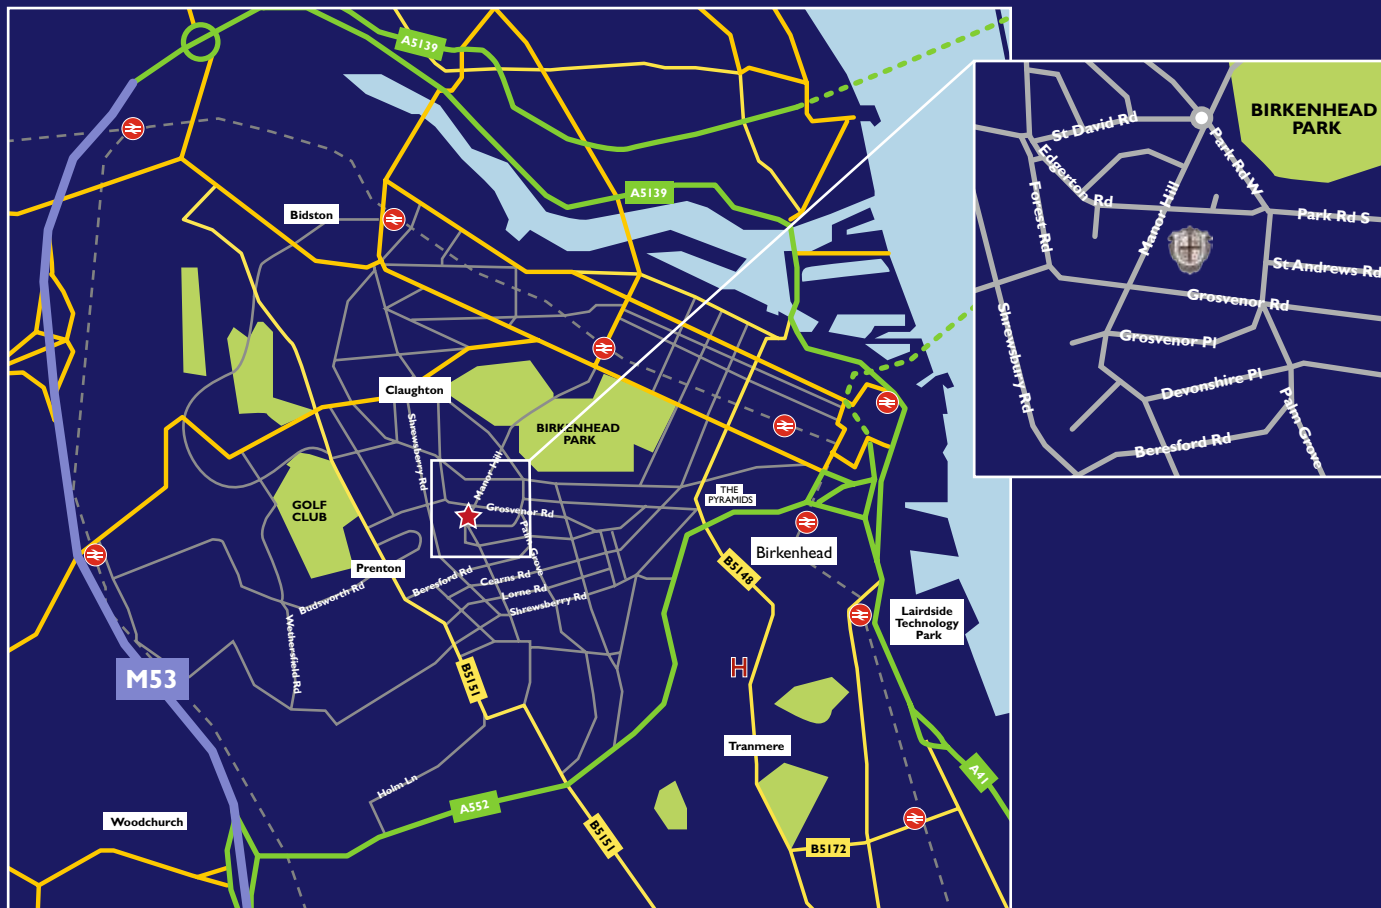 A5139
A5139
Bidston
Claughton
BIRKENHEAD
PARK
Shrewsberry Rd
Manor Hill
Grosvenor Rd
Palm Grove
THE
PYRAMIDS
GOLF
CLUB
Prenton
Birkenhead
B5148
Beresford Rd
Cearns Rd
Lorne Rd
Shrewsberry Rd
Budsworth Rd
Wethersfield Rd
Lairdside
Technology
Park
M53
B5151
H
Tranmere
A41
Holm Ln
A552
Woodchurch
B5151
B5172
BIRKENHEAD
PARK
St David Rd
Park Rd W
Edgerton Rd
Forest Rd
Manor Hill
Park Rd S
St Andrews Rd
Grosvenor Rd
Shrewsbury Rd
Grosvenor Pl
Devonshire Pl
Palm Grove
Beresford Rd